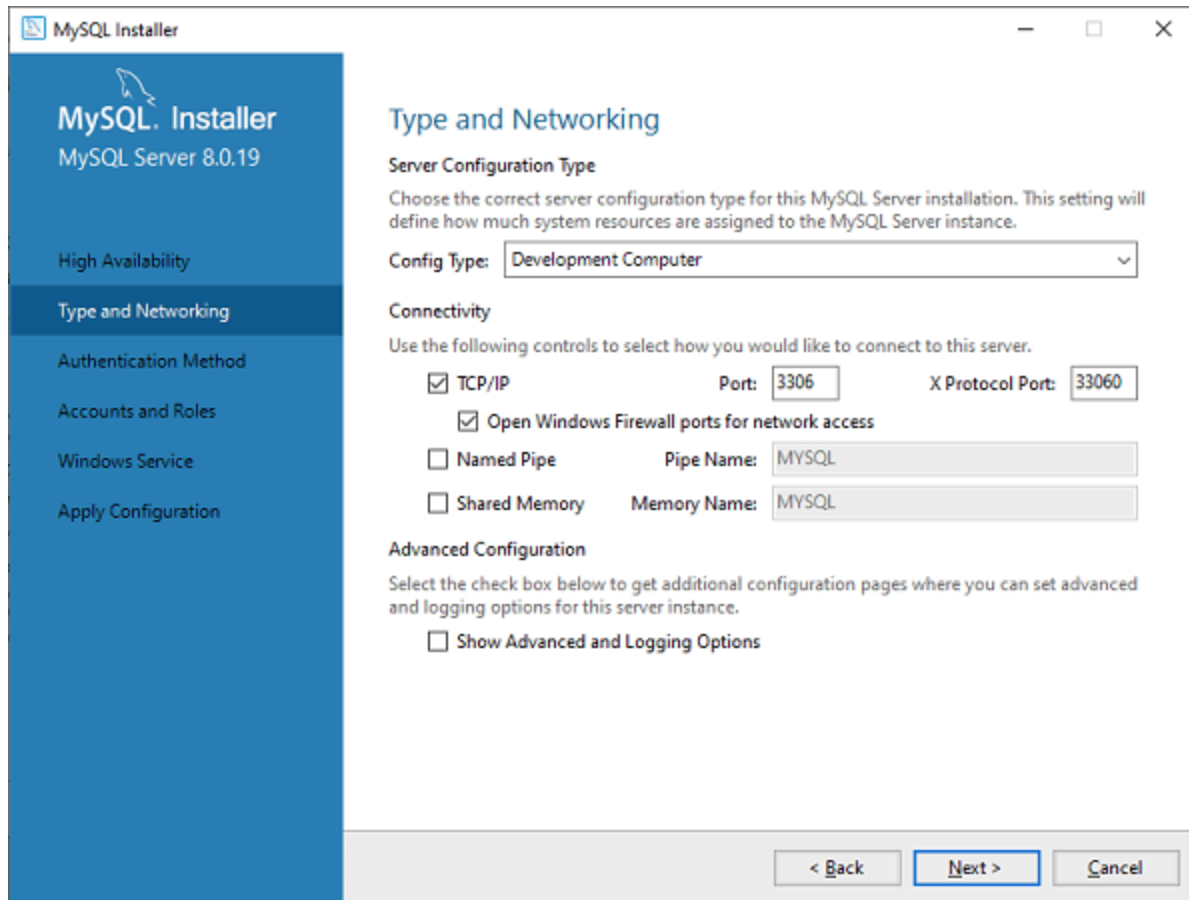 MySQL Installer
MySQL. Installer
MySQL Server 8.0.19
High Availability
Type and Networking
Authentication Method
Accounts and Roles
Windows Service
Apply Configuration
Type and Networking
Server Configuration Type
Choose the correct server configuration type for this MySQL Server installation. This setting will
define how much system resources are assigned to the MySQL Server instance.
Config Type: Development Computer
Connectivity
Use the following controls to select how you would like to connect to this server.
TCP/IP Port: 3306 X Protocol Port: 33060
Open Windows Firewall ports for network access
Named Pipe Pipe Name: MYSQL
Shared Memory Memory Name: MYSQL
Advanced Configuration
Select the check box below to get additional configuration pages where you can set advanced
and logging options for this server instance.
Show Advanced and Logging Options
< Back Next > Cancel